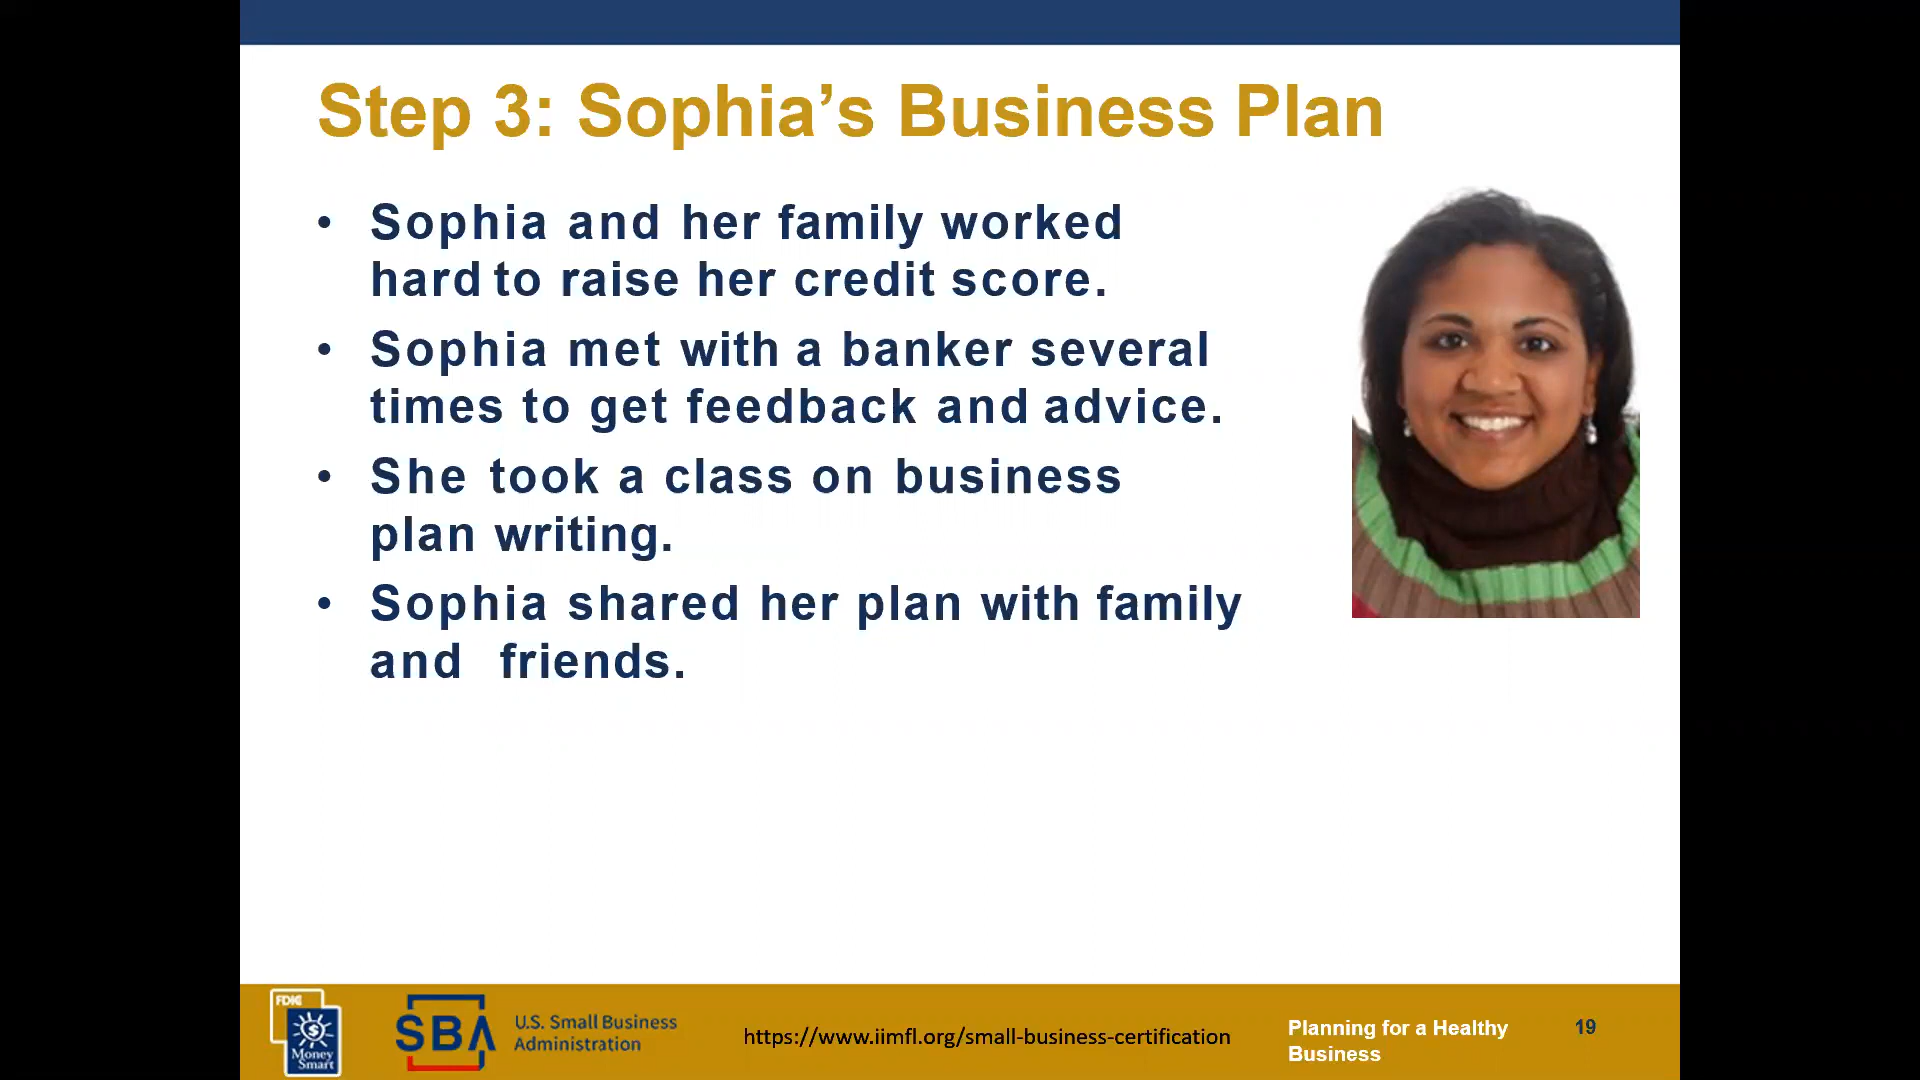 Step 3: Sophia’s Business Plan
• Sophia and her family worked
hard to raise her credit score.
• Sophia met with a banker several
times to get feedback and advice.
• She took a class on business
plan writing.
• Sophia shared her plan with family
and friends.
FDIC
Money
Smart
SBA
U.S. Small Business
Administration
https://www.iimfl.org/small-business-certification
Planning for a Healthy
Business
19